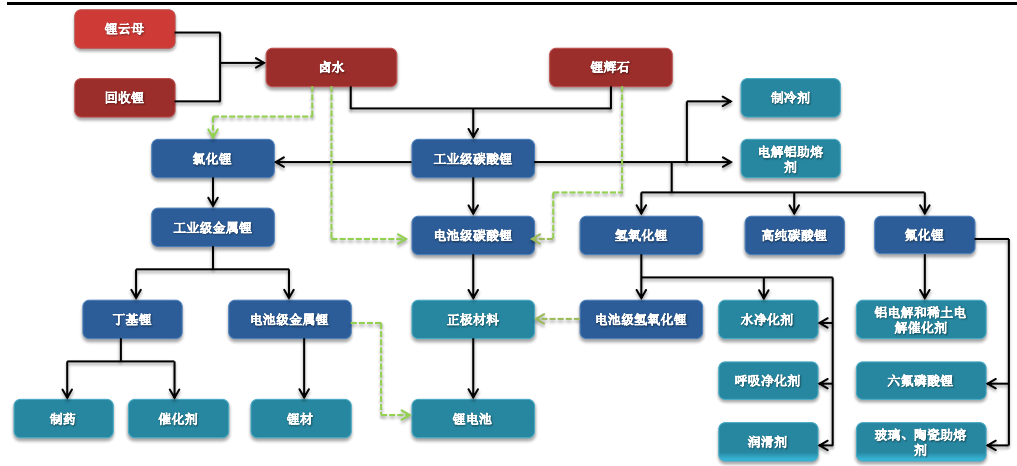 锂云母
卤水
锂辉石
回收锂
制冷剂
氯化锂
工业级碳酸锂
电解铝助熔
剂
工业级金属锂
电池级碳酸锂
氢氧化锂
高纯碳酸锂
氟化锂
丁基锂
电池级金属锂
正极材料
电池级氢氧化锂
水净化剂
铝电解和稀土电
解催化剂
呼吸净化剂
六氟磷酸锂
制药
催化剂
锂材
锂电池
润滑剂
玻璃、陶瓷助熔
剂